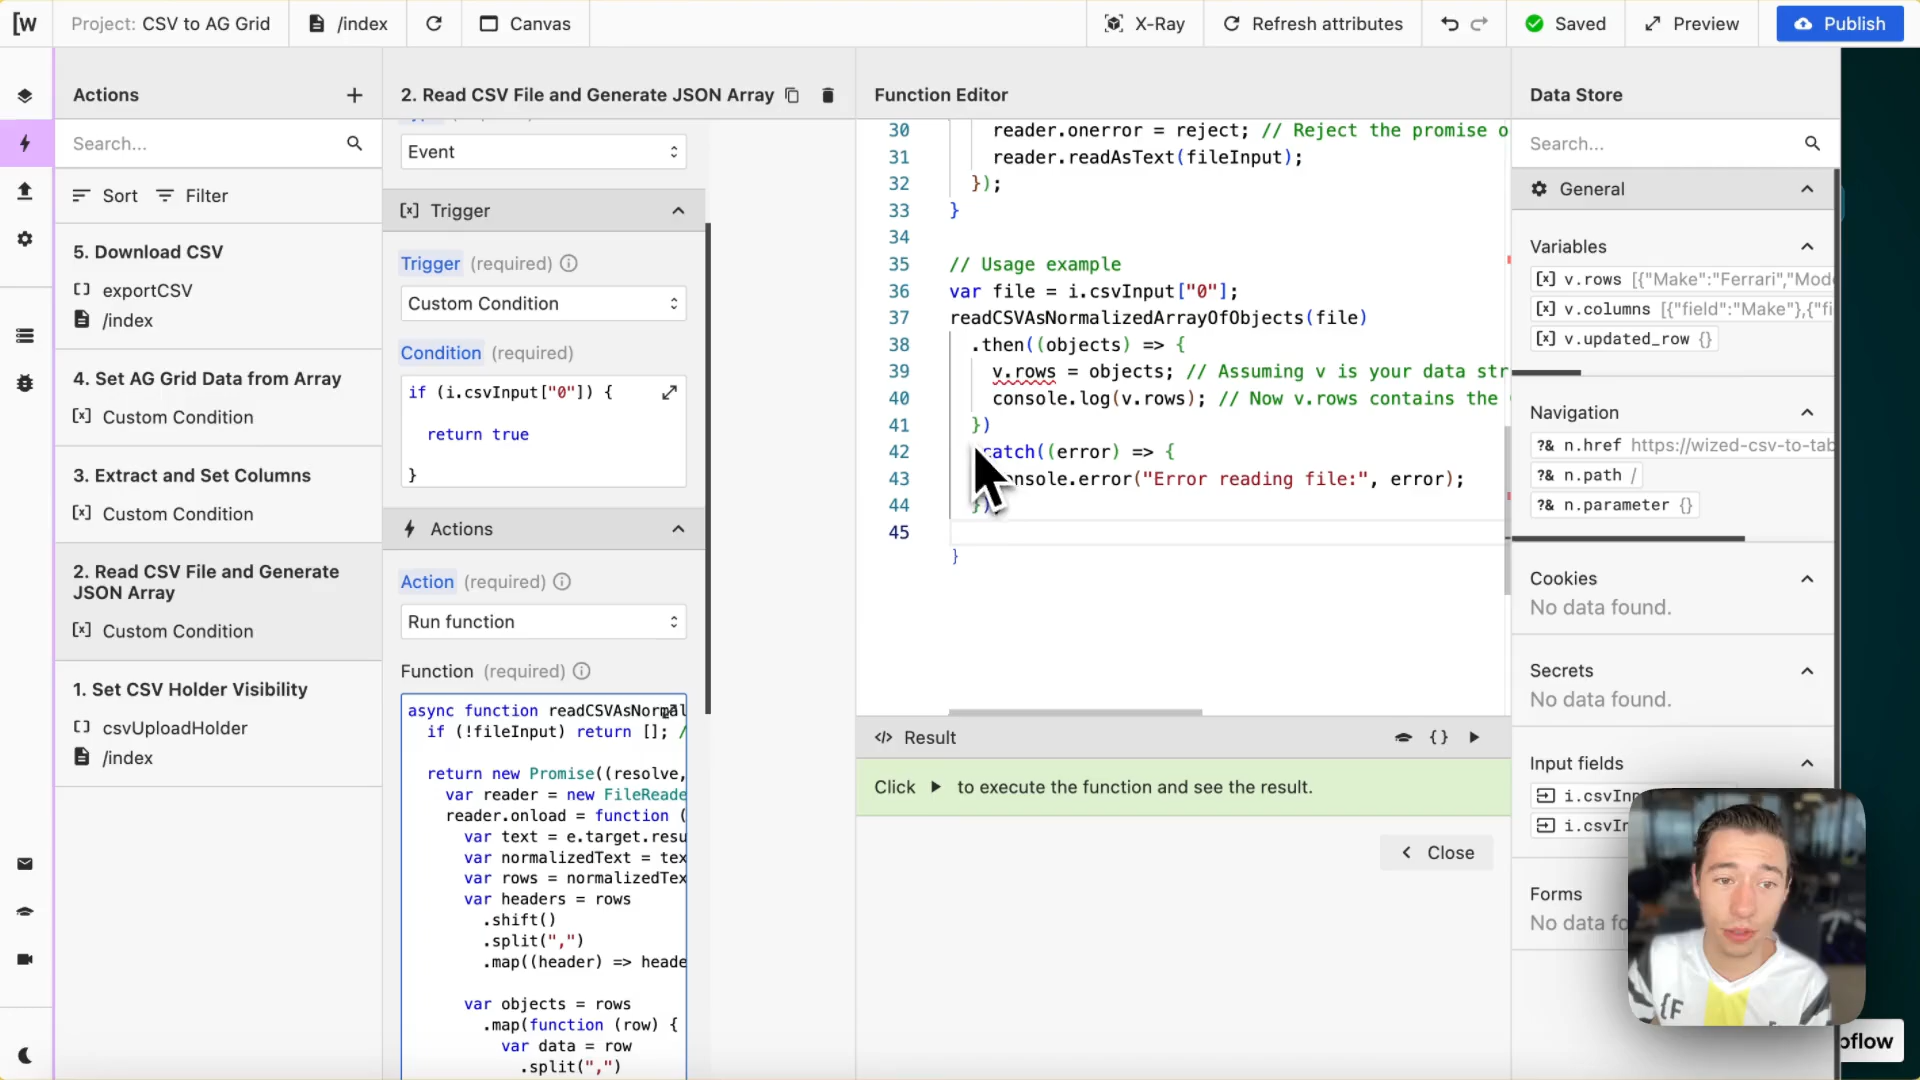 [w
Project: CSV to AG Grid
/index
Canvas
X-Ray
Refresh attributes
Saved
Preview
Publish
Actions
Search...
Sort
Filter
5. Download CSV
exportCSV
/index
4. Set AG Grid Data from Array
Custom Condition
3. Extract and Set Columns
Custom Condition
2. Read CSV File and Generate
JSON Array
Custom Condition
1. Set CSV Holder Visibility
csvUploadHolder
/index
2. Read CSV File and Generate JSON Array
Event
Trigger
Trigger (required)
Custom Condition
Condition (required)
if (i.csvInput["0"]) {
return true
}
Actions
Action (required)
Run function
Function (required)
async function readCSVAsNormal
if (!fileInput) return []; /
return new Promise((resolve,
var reader = new FileReade
reader.onload = function (
var text = e.target.resu
var normalizedText = tex
var rows = normalizedTex
var headers = rows
.shift()
.split(",")
.map((header) => heade
var objects = rows
.map(function (row) {
var data = row
.split(",")
Function Editor
30 reader.onerror = reject; // Reject the promise o
31 reader.readAsText(fileInput);
32 });
33 }
34
35 // Usage example
36 var file = i.csvInput["0"];
37 readCSVAsNormalizedArrayOfObjects(file)
38 .then((objects) => {
39 v.rows = objects; // Assuming v is your data str
40 console.log(v.rows); // Now v.rows contains the
41 })
42 catch((error) => {
43 onsole.error("Error reading file:", error);
44 })
45
}
Result
Click to execute the function and see the result.
Close
Data Store
Search...
General
Variables
v.rows [{"Make":"Ferrari","Mode
v.columns [{"field":"Make"},{"fi
v.updated_row {}
Navigation
?& n.href https://wized-csv-to-tab
?& n.path /
?& n.parameter {}
Cookies
No data found.
Secrets
No data found.
Input fields
i.csvInp
i.csvIn
Forms
No data fo
{F
bflow